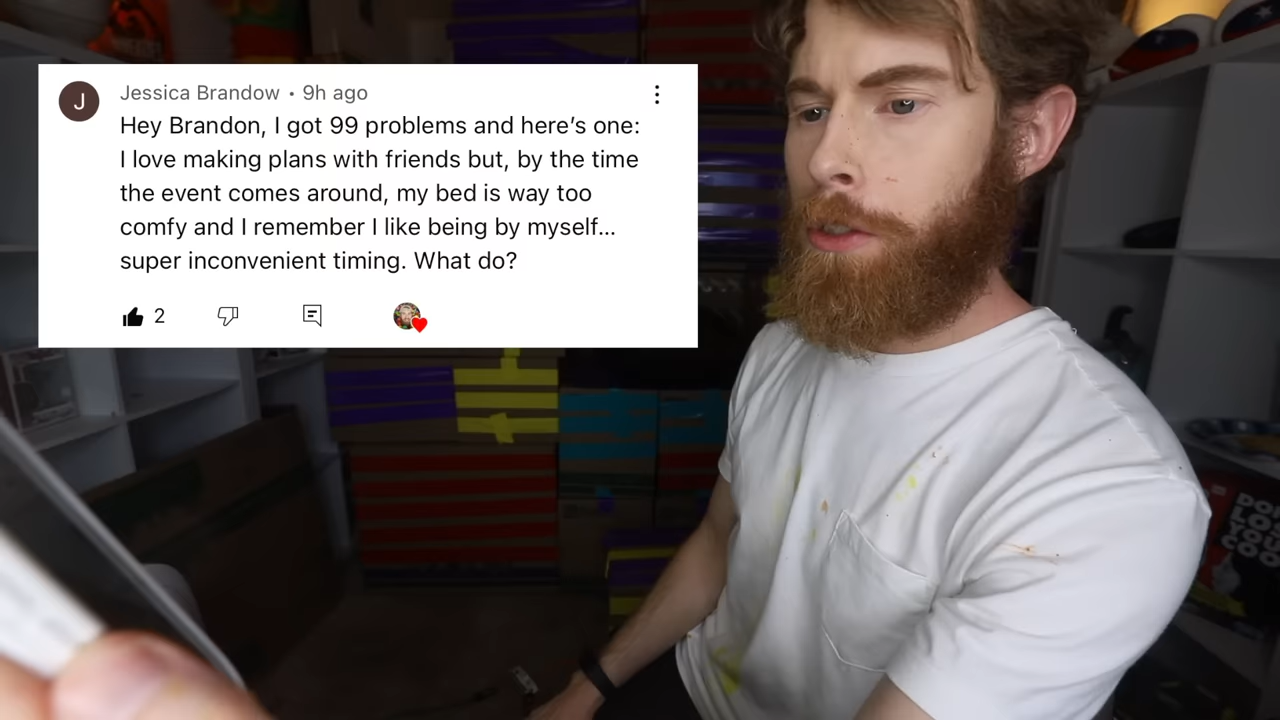 J
Jessica Brandow • 9h ago
Hey Brandon, I got 99 problems and here's one:
I love making plans with friends but, by the time
the event comes around, my bed is way too
comfy and I remember I like being by myself...
super inconvenient timing. What do?
2